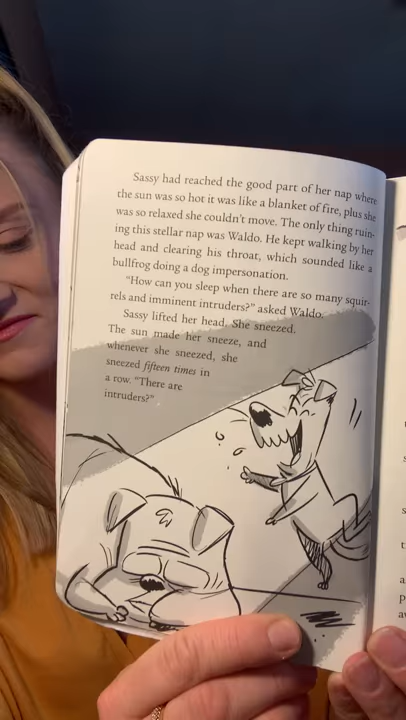 Sassy had reached the good part of her nap where
the sun was so hot it was like a blanket of fire, plus she
was so relaxed she couldn't move. The only thing ruin-
ing this stellar nap was Waldo. He kept walking by her
head and clearing his throat, which sounded like a
bullfrog doing a dog impersonation.
"How can you sleep when there are so many squir-
rels and imminent intruders?" asked Waldo.
Sassy lifted her head. She sneezed.
The sun made her sneeze, and
whenever she sneezed, she
sneezed fifteen times in
a row. "There are
intruders?"